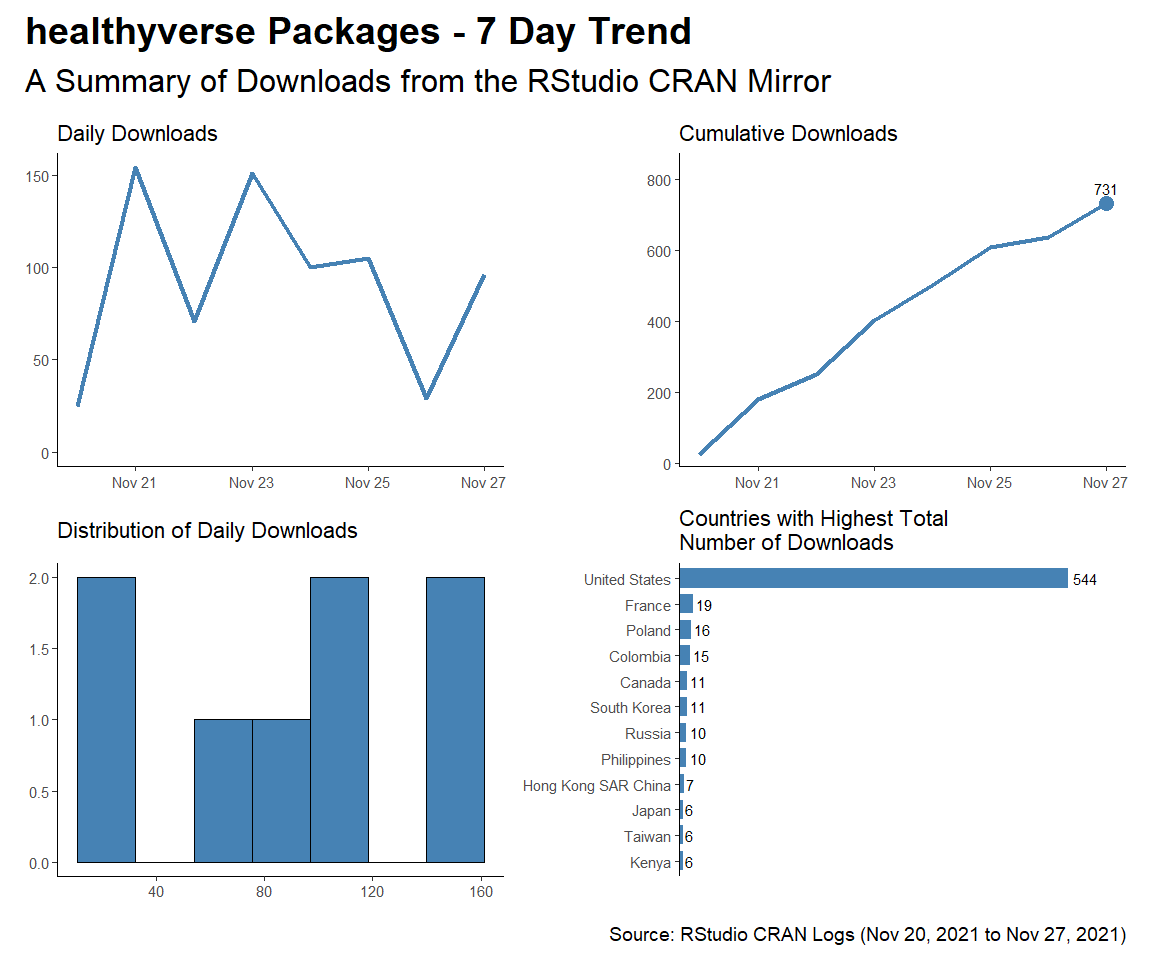 healthyverse Packages - 7 Day Trend
A Summary of Downloads from the RStudio CRAN Mirror
Daily Downloads
150
100
50
0
Nov 21 Nov 23 Nov 25 Nov 27
Cumulative Downloads
800
600
400
200
0
731
Nov 21 Nov 23 Nov 25 Nov 27
Distribution of Daily Downloads
2.0
1.5
1.0
0.5
0.0
40 80 120 160
Countries with Highest Total
Number of Downloads
United States 544
France 19
Poland 16
Colombia 15
Canada 11
South Korea 11
Russia 10
Philippines 10
Hong Kong SAR China 7
Japan 6
Taiwan 6
Kenya 6
Source: RStudio CRAN Logs (Nov 20, 2021 to Nov 27, 2021)